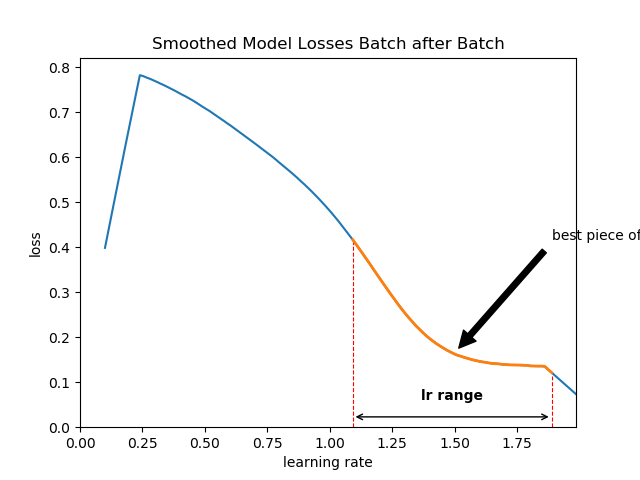 Smoothed Model Losses Batch after Batch
0.8
0.7
0.6
0.5
0.4
0.3
0.2
0.1
0.0
loss
best piece of
lr range
0.00 0.25 0.50 0.75 1.00 1.25 1.50 1.75
learning rate